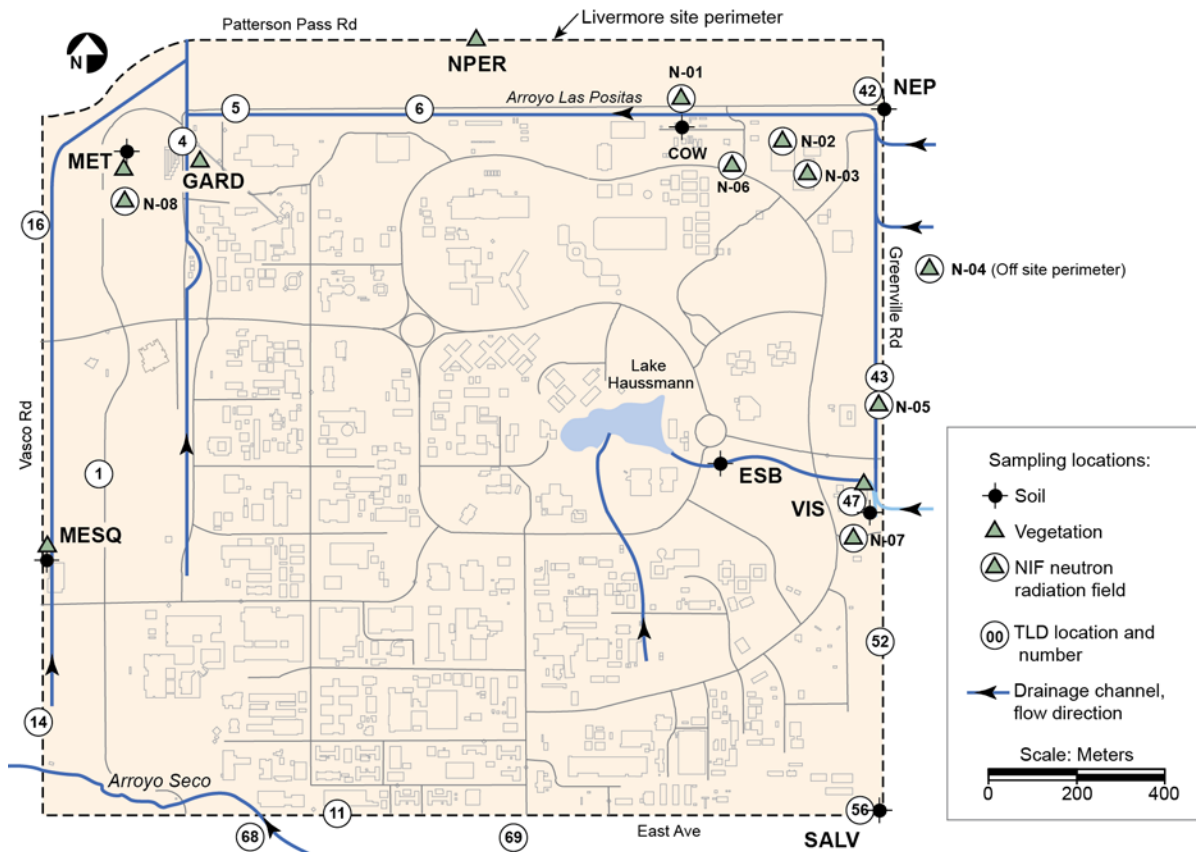 Patterson Pass Rd
Livermore site perimeter
N
NPER
N-01
42
NEP
5
6
Arroyo Las Positas
4
COW
N-02
MET
GARD
N-06
N-03
N-08
16
N-04 (Off site perimeter)
Greenville Rd
Lake
Haussmann
43
N-05
Vasco Rd
1
ESB
VIS
47
MESQ
N-07
52
14
Arroyo Seco
11
56
68
69
East Ave
SALV
Sampling locations:
Soil
Vegetation
NIF neutron
radiation field
00
TLD location and
number
Drainage channel,
flow direction
Scale: Meters
0 200 400